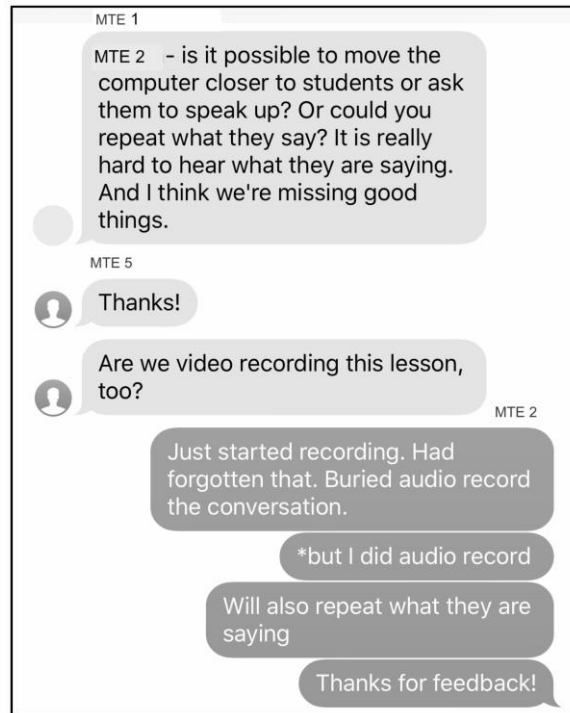 MTE 1
MTE 2 - is it possible to move the
computer closer to students or ask
them to speak up? Or could you
repeat what they say? It is really
hard to hear what they are saying.
And I think we're missing good
things.
MTE 5
Thanks!
Are we video recording this lesson,
too?
MTE 2
Just started recording. Had
forgotten that. Buried audio record
the conversation.
*but I did audio record
Will also repeat what they are
saying
Thanks for feedback!